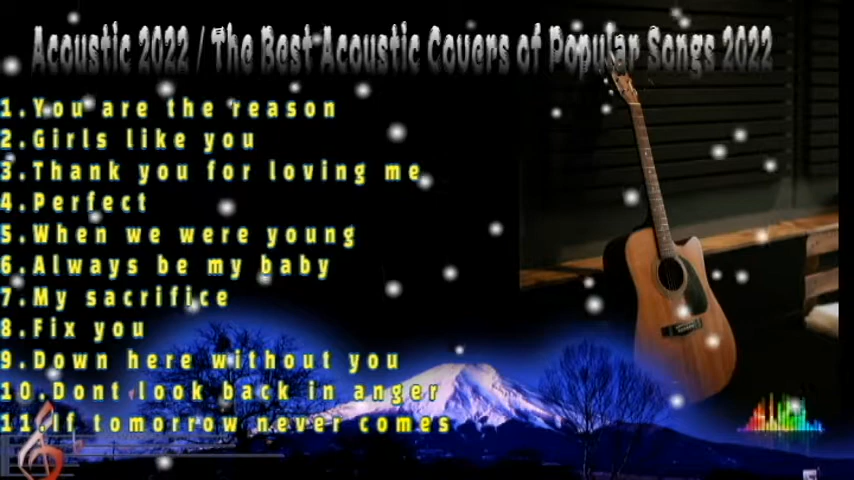 Acoustic 2022 / The Best Acoustic Covers of Popular Songs 2022
1.You are the reason
2.Girls like you
3.Thank you for loving me
4.Perfect
5.When we were young
6.Always be my baby
7.My sacrifice
8.Fix you
9.Down here without you
10.Dont look back in anger
11.If tomorrow never comes